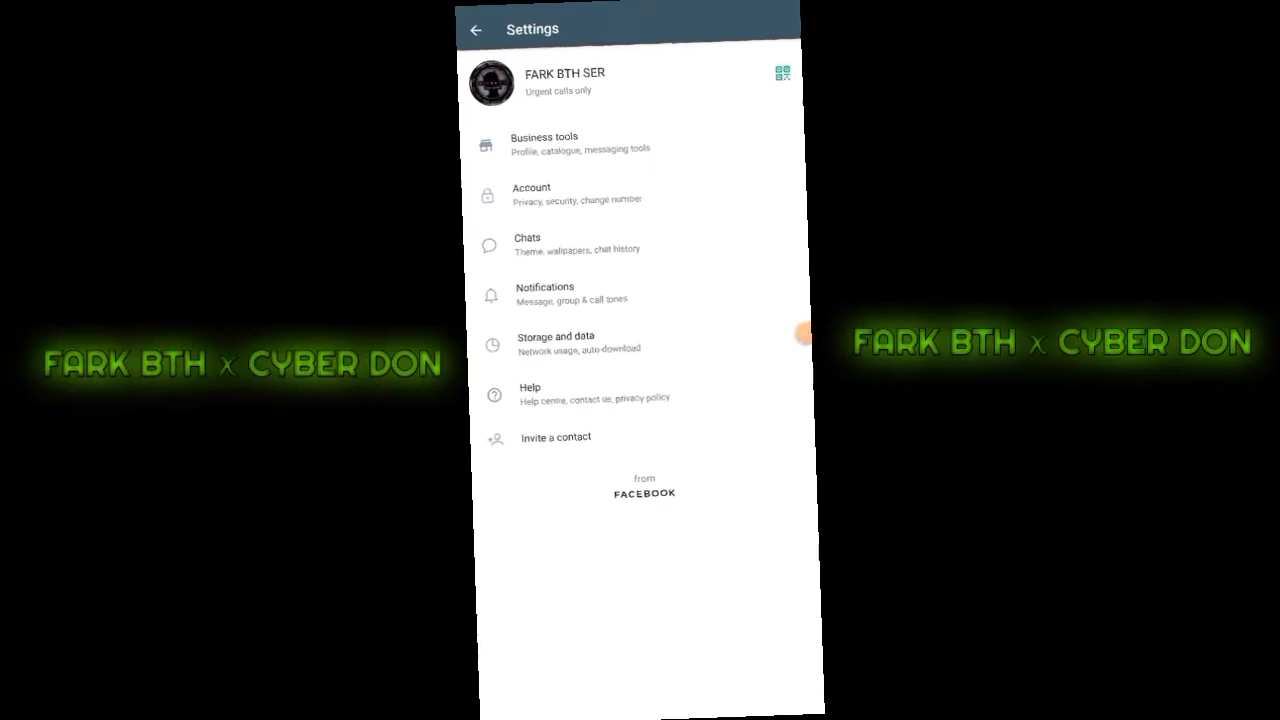 Settings
FARK BTH SER
Urgent calls only
Business tools
Profile, catalogue, messaging tools
Account
Privacy, security, change number
Chats
Theme, wallpapers, chat history
Notifications
Message, group & call tones
Storage and data
Network usage, auto-download
Help
Help centre, contact us, privacy policy
Invite a contact
from
FACEBOOK
FARK BTH x CYBER DON
FARK BTH x CYBER DON